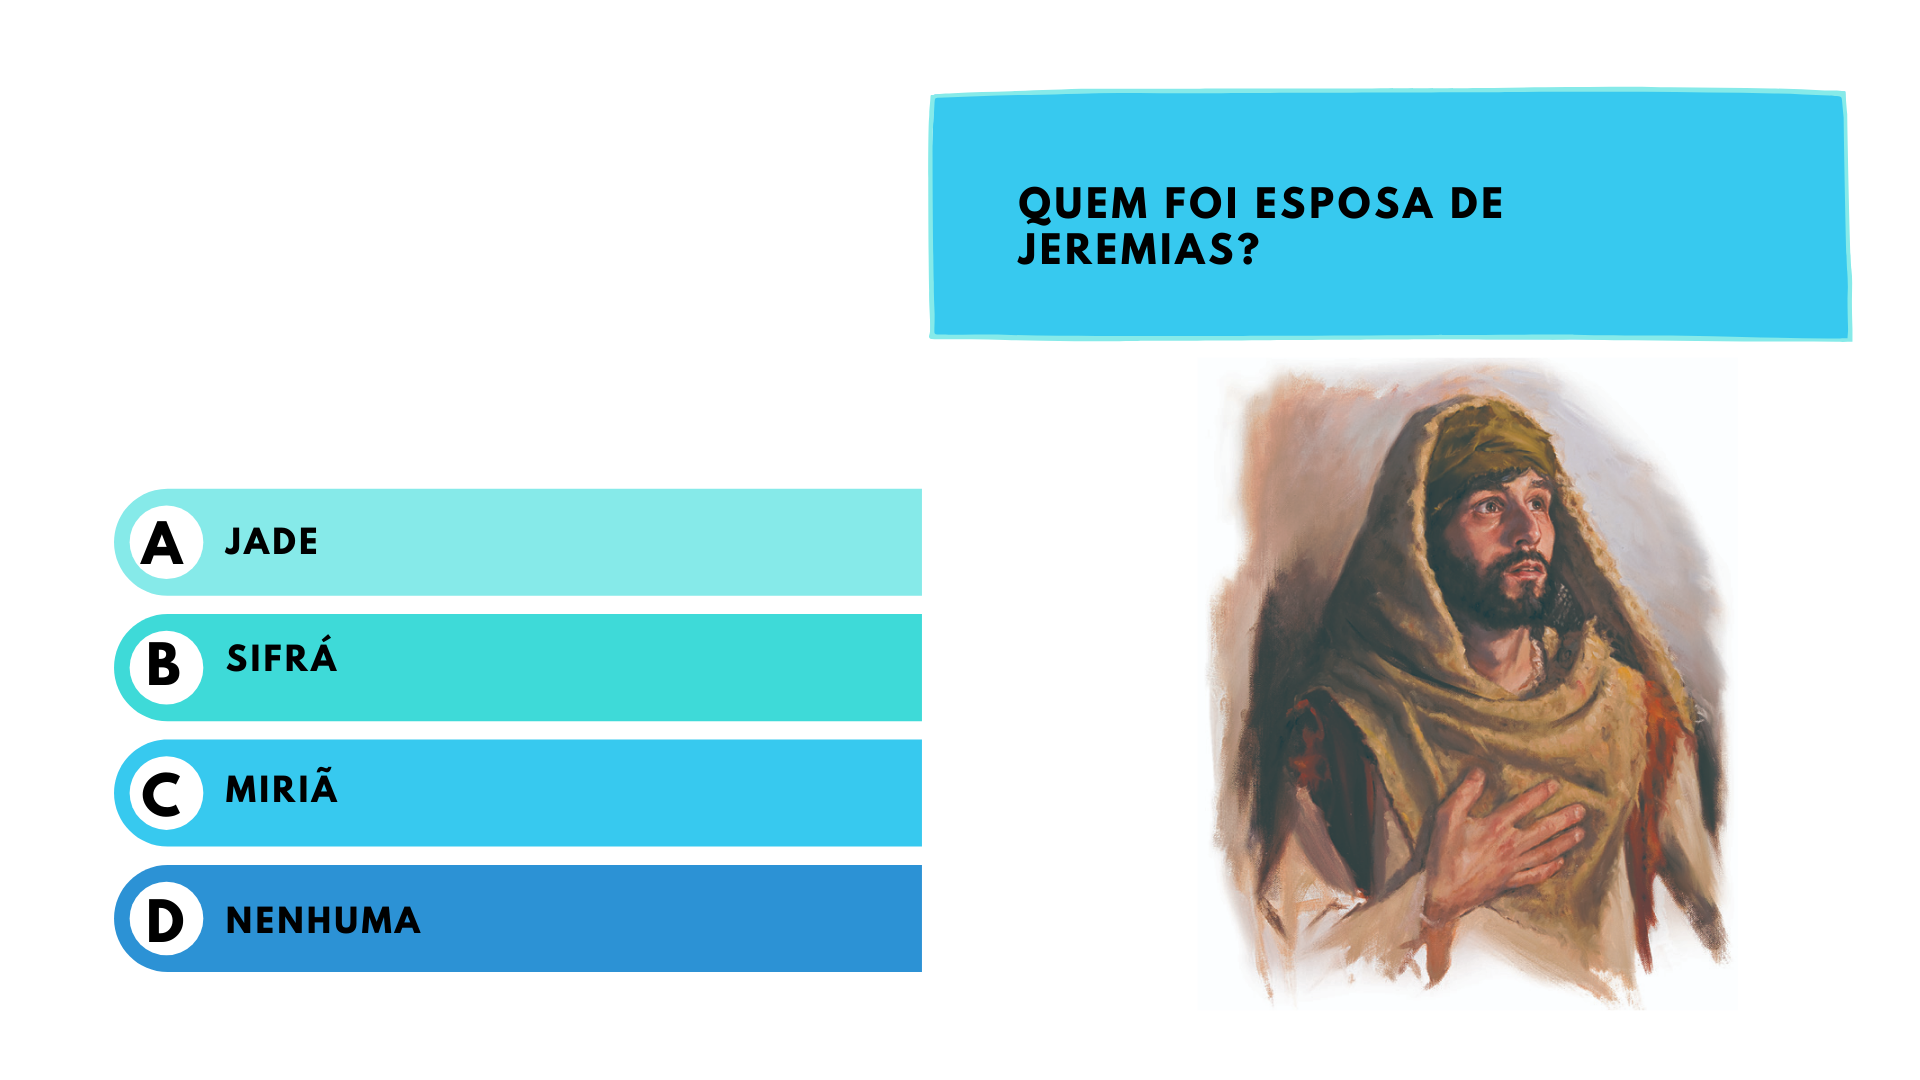 QUEM FOI ESPOSA DE
JEREMIAS?
A JADE
B SIFRÁ
C MIRIÃ
D NENHUMA